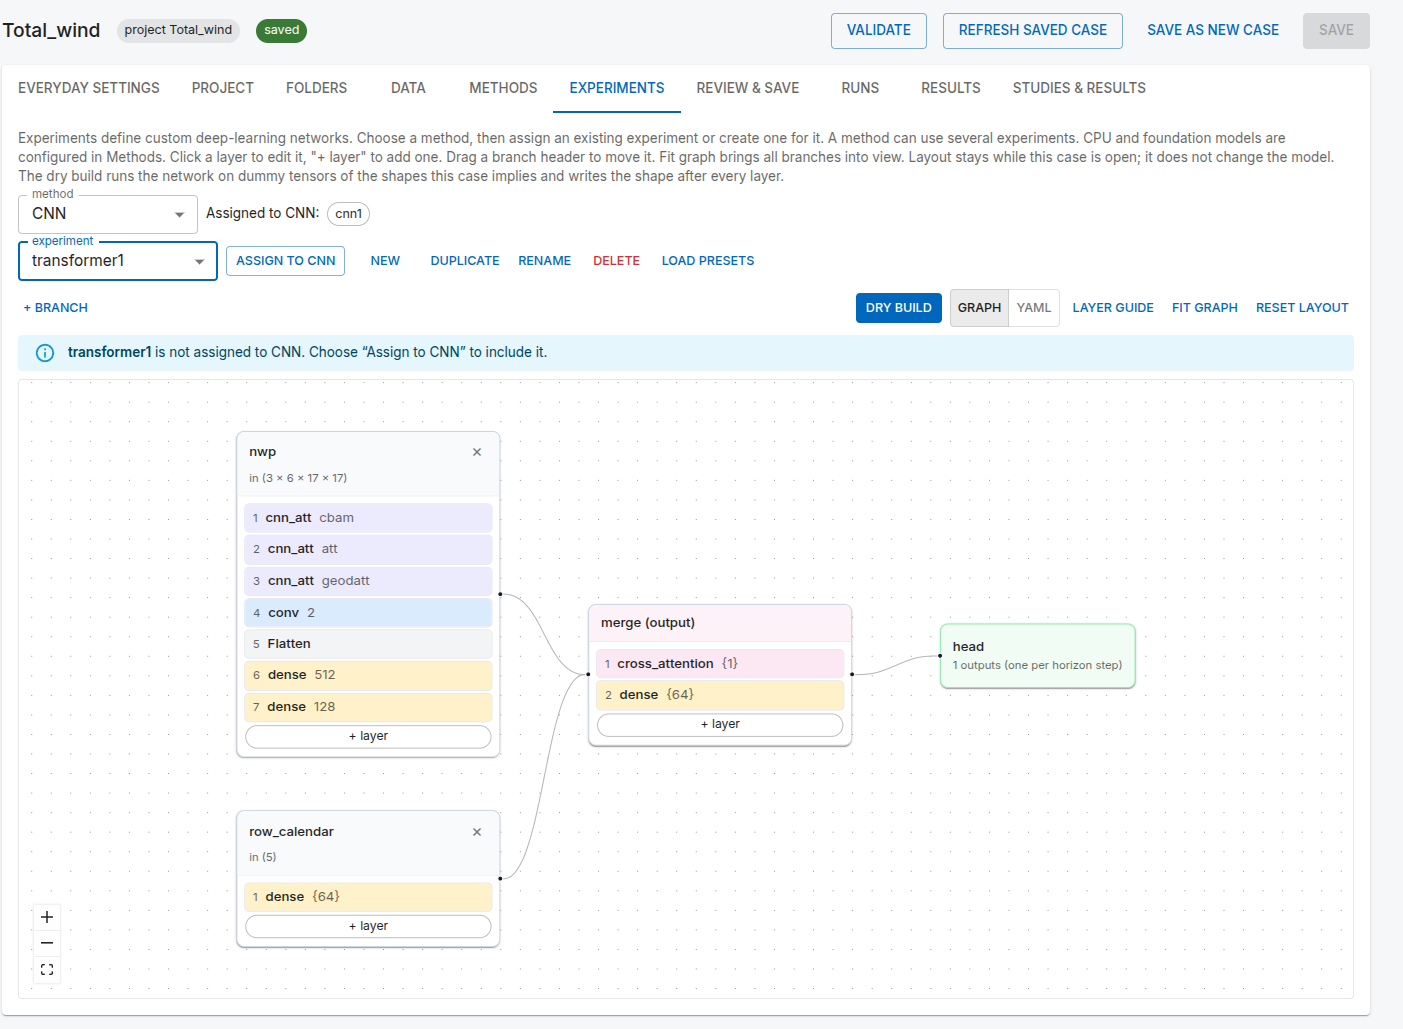 Total_wind project Total_wind saved VALIDATE REFRESH SAVED CASE SAVE AS NEW CASE SAVE
EVERYDAY SETTINGS PROJECT FOLDERS DATA METHODS EXPERIMENTS REVIEW & SAVE RUNS RESULTS STUDIES & RESULTS
Experiments define custom deep-learning networks. Choose a method, then assign an existing experiment or create one for it. A method can use several experiments. CPU and foundation models are
configured in Methods. Click a layer to edit it, "+ layer" to add one. Drag a branch header to move it. Fit graph brings all branches into view. Layout stays while this case is open; it does not change the model.
The dry build runs the network on dummy tensors of the shapes this case implies and writes the shape after every layer.
method
CNN Assigned to CNN: cnn1
experiment
transformer1 ASSIGN TO CNN NEW DUPLICATE RENAME DELETE LOAD PRESETS
+ BRANCH DRY BUILD GRAPH YAML LAYER GUIDE FIT GRAPH RESET LAYOUT
transformer1 is not assigned to CNN. Choose “Assign to CNN” to include it.
nwp ×
in (3 × 6 × 17 × 17)
1 cnn_att cbam
2 cnn_att att
3 cnn_att geodatt
4 conv 2
5 Flatten
6 dense 512
7 dense 128
+ layer
merge (output)
1 cross_attention {1}
2 dense {64}
+ layer
head
1 outputs (one per horizon step)
row_calendar ×
in (5)
1 dense {64}
+ layer